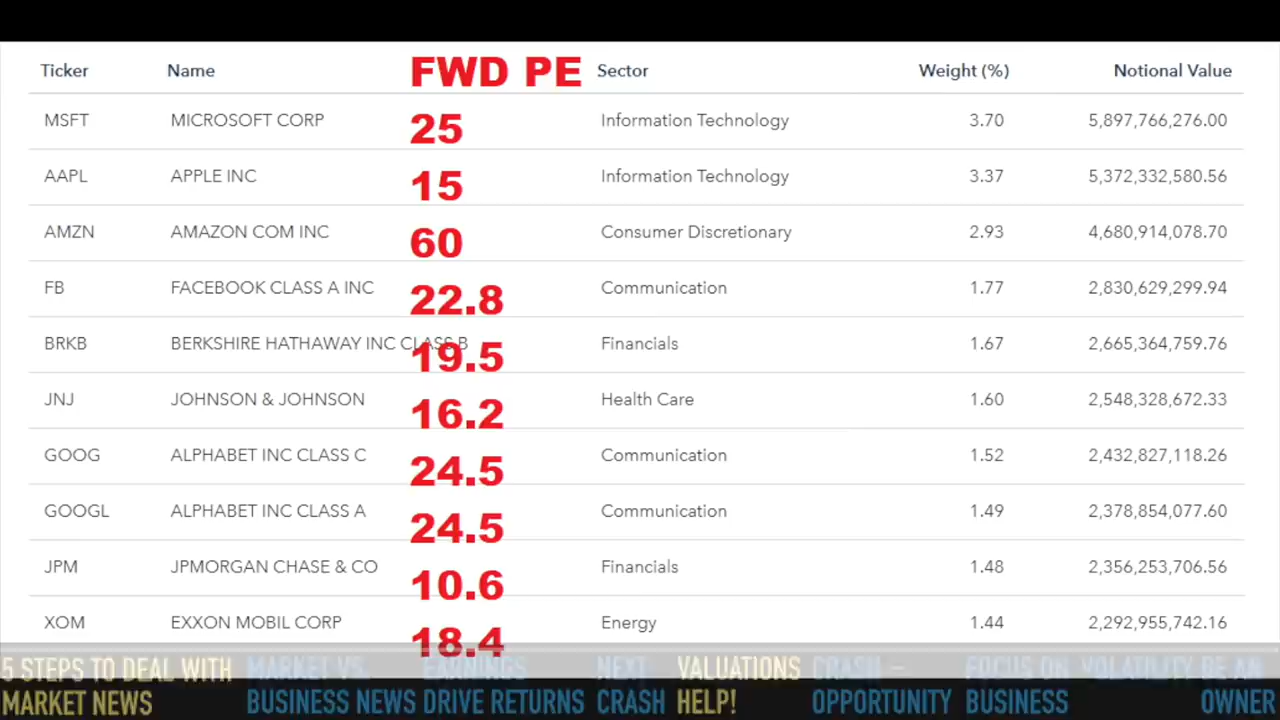 Ticker Name FWD PE Sector Weight (%) Notional Value
MSFT MICROSOFT CORP 25 Information Technology 3.70 5,897,766,276.00
AAPL APPLE INC 15 Information Technology 3.37 5,372,332,580.56
AMZN AMAZON COM INC 60 Consumer Discretionary 2.93 4,680,914,078.70
FB FACEBOOK CLASS A INC 22.8 Communication 1.77 2,830,629,299.94
BRKB BERKSHIRE HATHAWAY INC CLASS B 19.5 Financials 1.67 2,665,364,759.76
JNJ JOHNSON & JOHNSON 16.2 Health Care 1.60 2,548,328,672.33
GOOG ALPHABET INC CLASS C 24.5 Communication 1.52 2,432,827,118.26
GOOGL ALPHABET INC CLASS A 24.5 Communication 1.49 2,378,854,077.60
JPM JPMORGAN CHASE & CO 10.6 Financials 1.48 2,356,253,706.56
XOM EXXON MOBIL CORP 18.4 Energy 1.44 2,292,955,742.16
5 STEPS TO DEAL WITH MARKET VS. EARNINGS NEXT VALUATIONS CRASH – FOCUS ON VOLATILITY BE AN
MARKET NEWS BUSINESS NEWS DRIVE RETURNS CRASH HELP! OPPORTUNITY BUSINESS OWNER